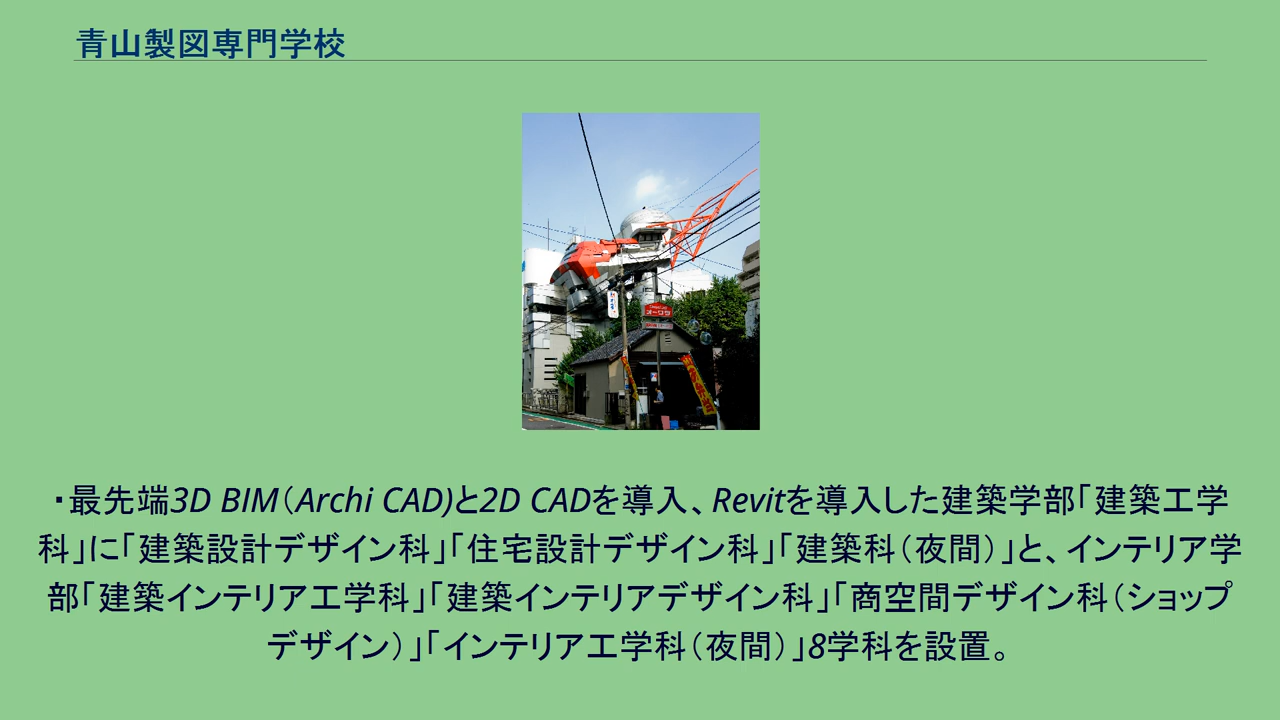 青山製図専門学校
オークラ
・最先端3D BIM（Archi CAD)と2D CADを導入、Revitを導入した建築学部「建築工学
科」に「建築設計デザイン科」「住宅設計デザイン科」「建築科（夜間）」と、インテリア学
部「建築インテリア工学科」「建築インテリアデザイン科」「商空間デザイン科（ショップ
デザイン）」「インテリア工学科（夜間）」8学科を設置。